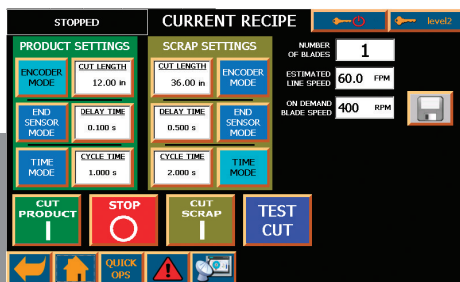 STOPPED
CURRENT RECIPE
level2
PRODUCT SETTINGS
SCRAP SETTINGS
NUMBER
OF BLADES
1
ENCODER
MODE
CUT LENGTH
12.00 in
CUT LENGTH
36.00 in
ENCODER
MODE
ESTIMATED
LINE SPEED
60.0 FPM
END
SENSOR
MODE
DELAY TIME
0.100 s
DELAY TIME
0.500 s
END
SENSOR
MODE
ON DEMAND
BLADE SPEED
400 RPM
TIME
MODE
CYCLE TIME
1.000 s
CYCLE TIME
2.000 s
TIME
MODE
CUT
PRODUCT
STOP
CUT
SCRAP
TEST
CUT
QUICK
OPS